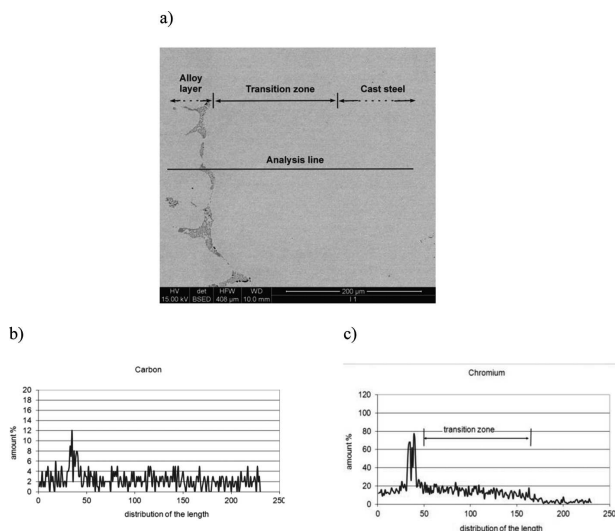 a)
Alloy layer
Transition zone
Cast steel
Analysis line
HV det HFW WD 200 µm
15.00 kV BSED 408 µm 10.0 mm I 1
b)
Carbon
amount %
20
18
16
14
12
10
8
6
4
2
0
0 50 100 150 200 250
distribution of the length
c)
Chromium
amount %
120
100
80
60
40
20
0
transition zone
0 50 100 150 200 250
distribution of the length